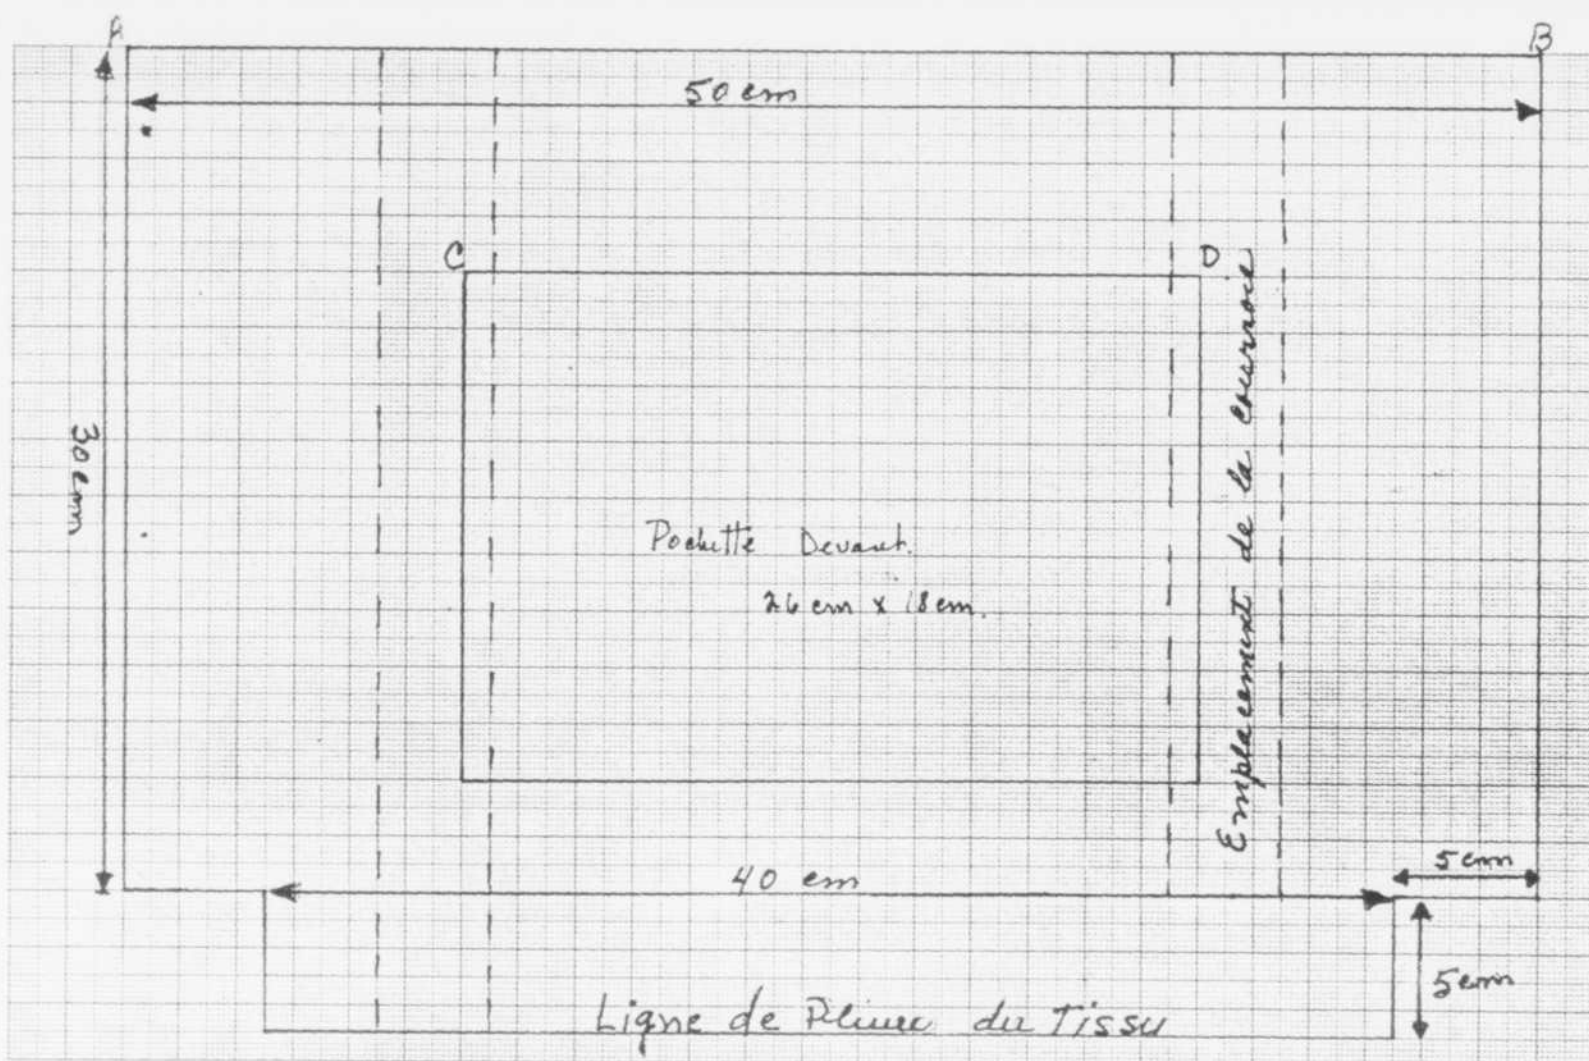 A
B
50 cm
C
D
30 cm
Emplacement de la courroie
Pochette Devant.
26 cm x 18 cm.
5 cm
40 cm
5 cm
Ligne de Pliure du Tissu